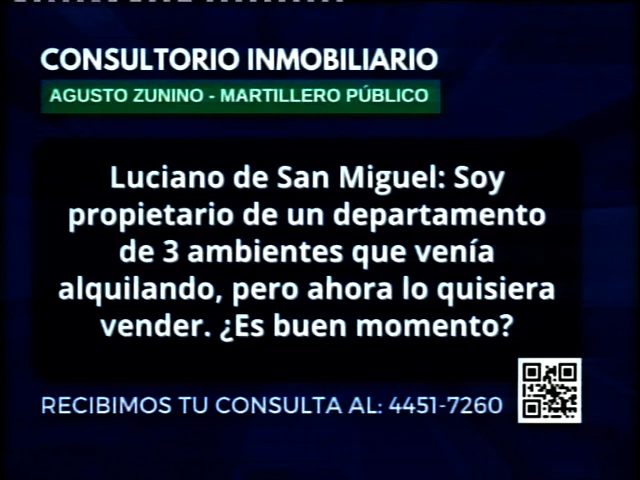 CONSULTORIO INMOBILIARIO
AGUSTO ZUNINO - MARTILLERO PÚBLICO
Luciano de San Miguel: Soy
propietario de un departamento
de 3 ambientes que venía
alquilando, pero ahora lo quisiera
vender. ¿Es buen momento?
RECIBIMOS TU CONSULTA AL: 4451-7260